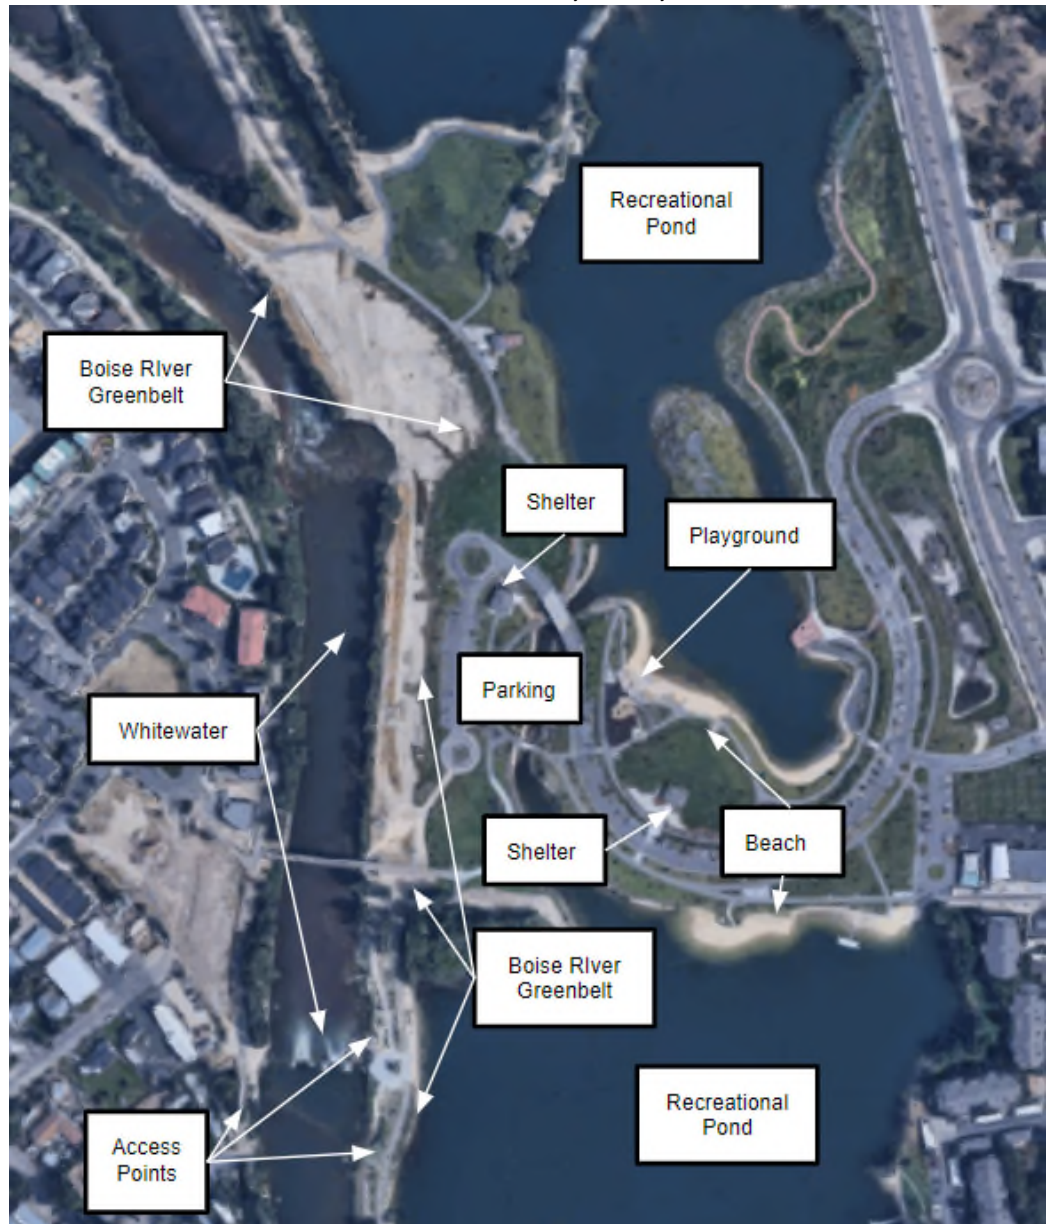 Recreational
Pond
Boise RIver
Greenbelt
Shelter
Playground
Parking
Whitewater
Shelter
Beach
Boise RIver
Greenbelt
Recreational
Pond
Access
Points